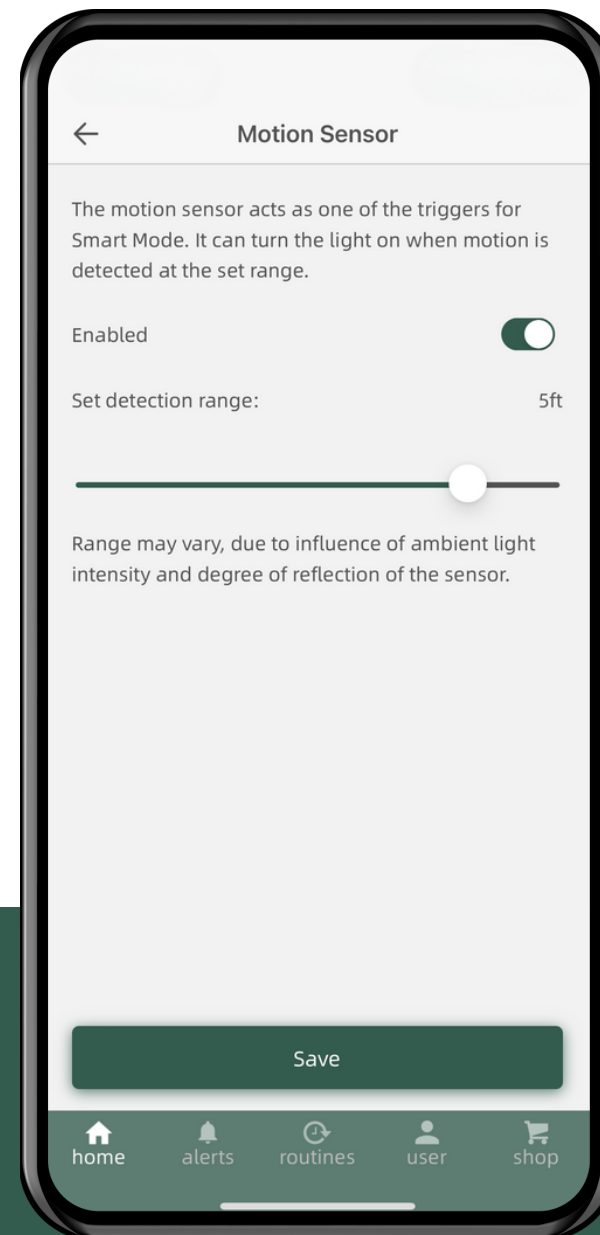 Motion Sensor
The motion sensor acts as one of the triggers for
Smart Mode. It can turn the light on when motion is
detected at the set range.
Enabled
Set detection range: 5ft
Range may vary, due to influence of ambient light
intensity and degree of reflection of the sensor.
Save
home alerts routines user shop